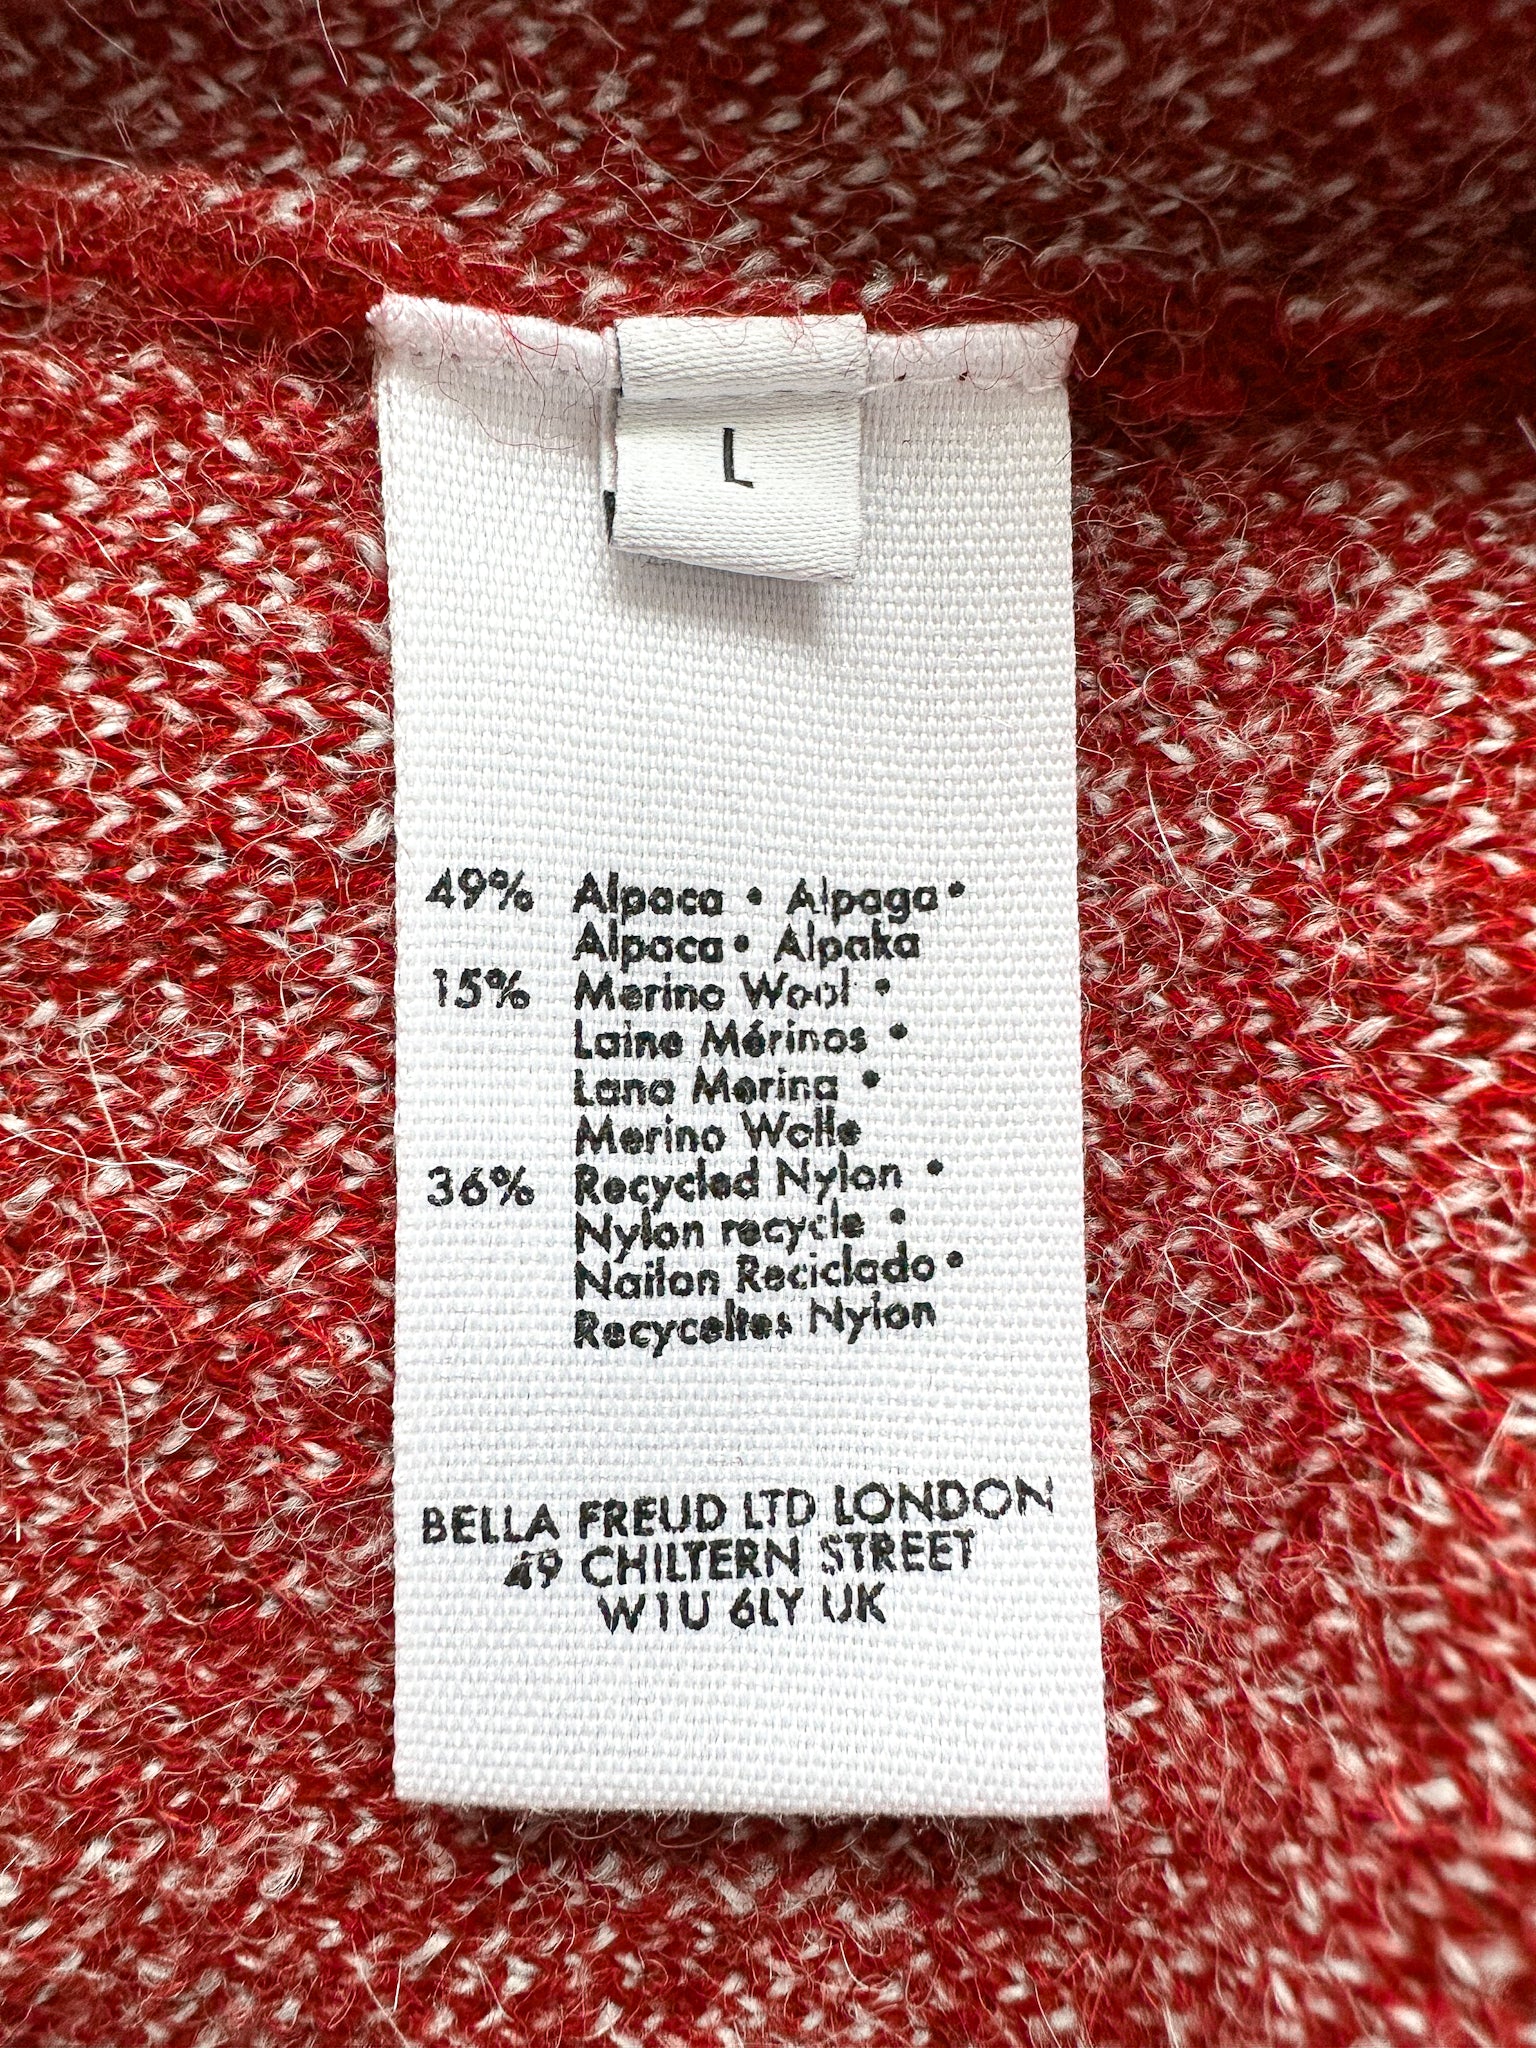 L
49% Alpaca • Alpaga •
Alpaca • Alpaka
15% Merino Wool •
Laine Mérinos •
Lana Merina •
Merino Wolle
36% Recycled Nylon •
Nylon recycle •
Nailon Reciclado •
Recyceltes Nylon
BELLA FREUD LTD LONDON
49 CHILTERN STREET
W1U 6LY UK